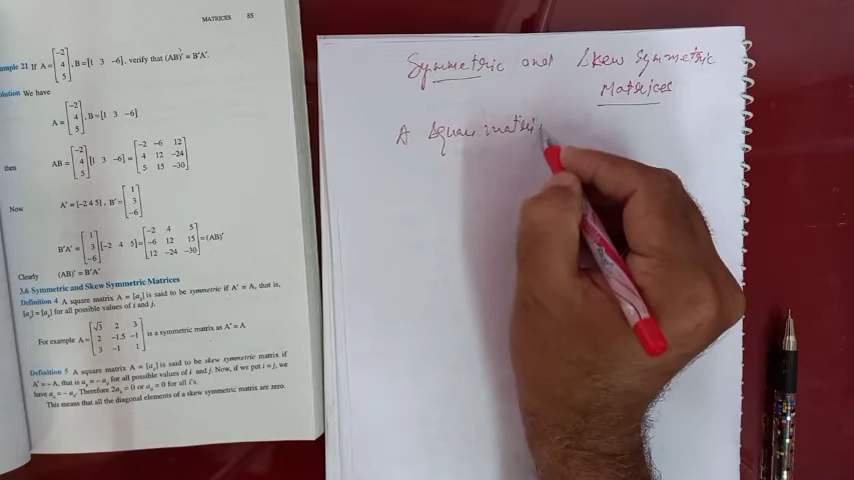 MATRICES 85
ample 21 If A = [-2 4 5], B = [1 3 -6], verify that (AB)′ = B′A′.
lution We have
A = [-2 4 5], B = [1 3 -6]
then AB = [-2 4 5] [1 3 -6] = [-2 -6 12 4 12 -24 5 15 -30]
Now A′ = [-2 4 5], B′ = [1 3 -6]
B′A′ = [1 3 -6] [-2 4 5] = [-2 4 5 -6 12 15 12 -24 -30] = (AB)′
Clearly (AB)′ = B′A′
3.6 Symmetric and Skew Symmetric Matrices
Definition 4 A square matrix A = [aij] is said to be symmetric if A′ = A, that is,
[aij] = [aji] for all possible values of i and j.
For example A = [√3 2 3 2 -1.5 -1 3 -1 1] is a symmetric matrix as A′ = A
Definition 5 A square matrix A = [aij] is said to be skew symmetric matrix if
A′ = – A, that is aji = – aij for all possible values of i and j. Now, if we put i = j, we
have aii = – aii. Therefore 2aii = 0 or aii = 0 for all i's.
This means that all the diagonal elements of a skew symmetric matrix are zero.
Symmetric and Skew Symmetric
Matrices
A Square matri